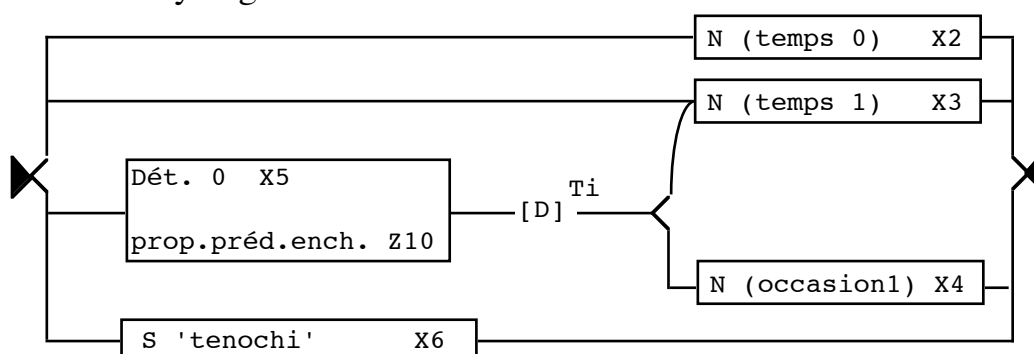 N (temps 0) X2
N (temps 1) X3
Dét. 0 X5
Ti
[D]
prop.préd.ench. Z10
N (occasion1) X4
S 'tenochi' X6